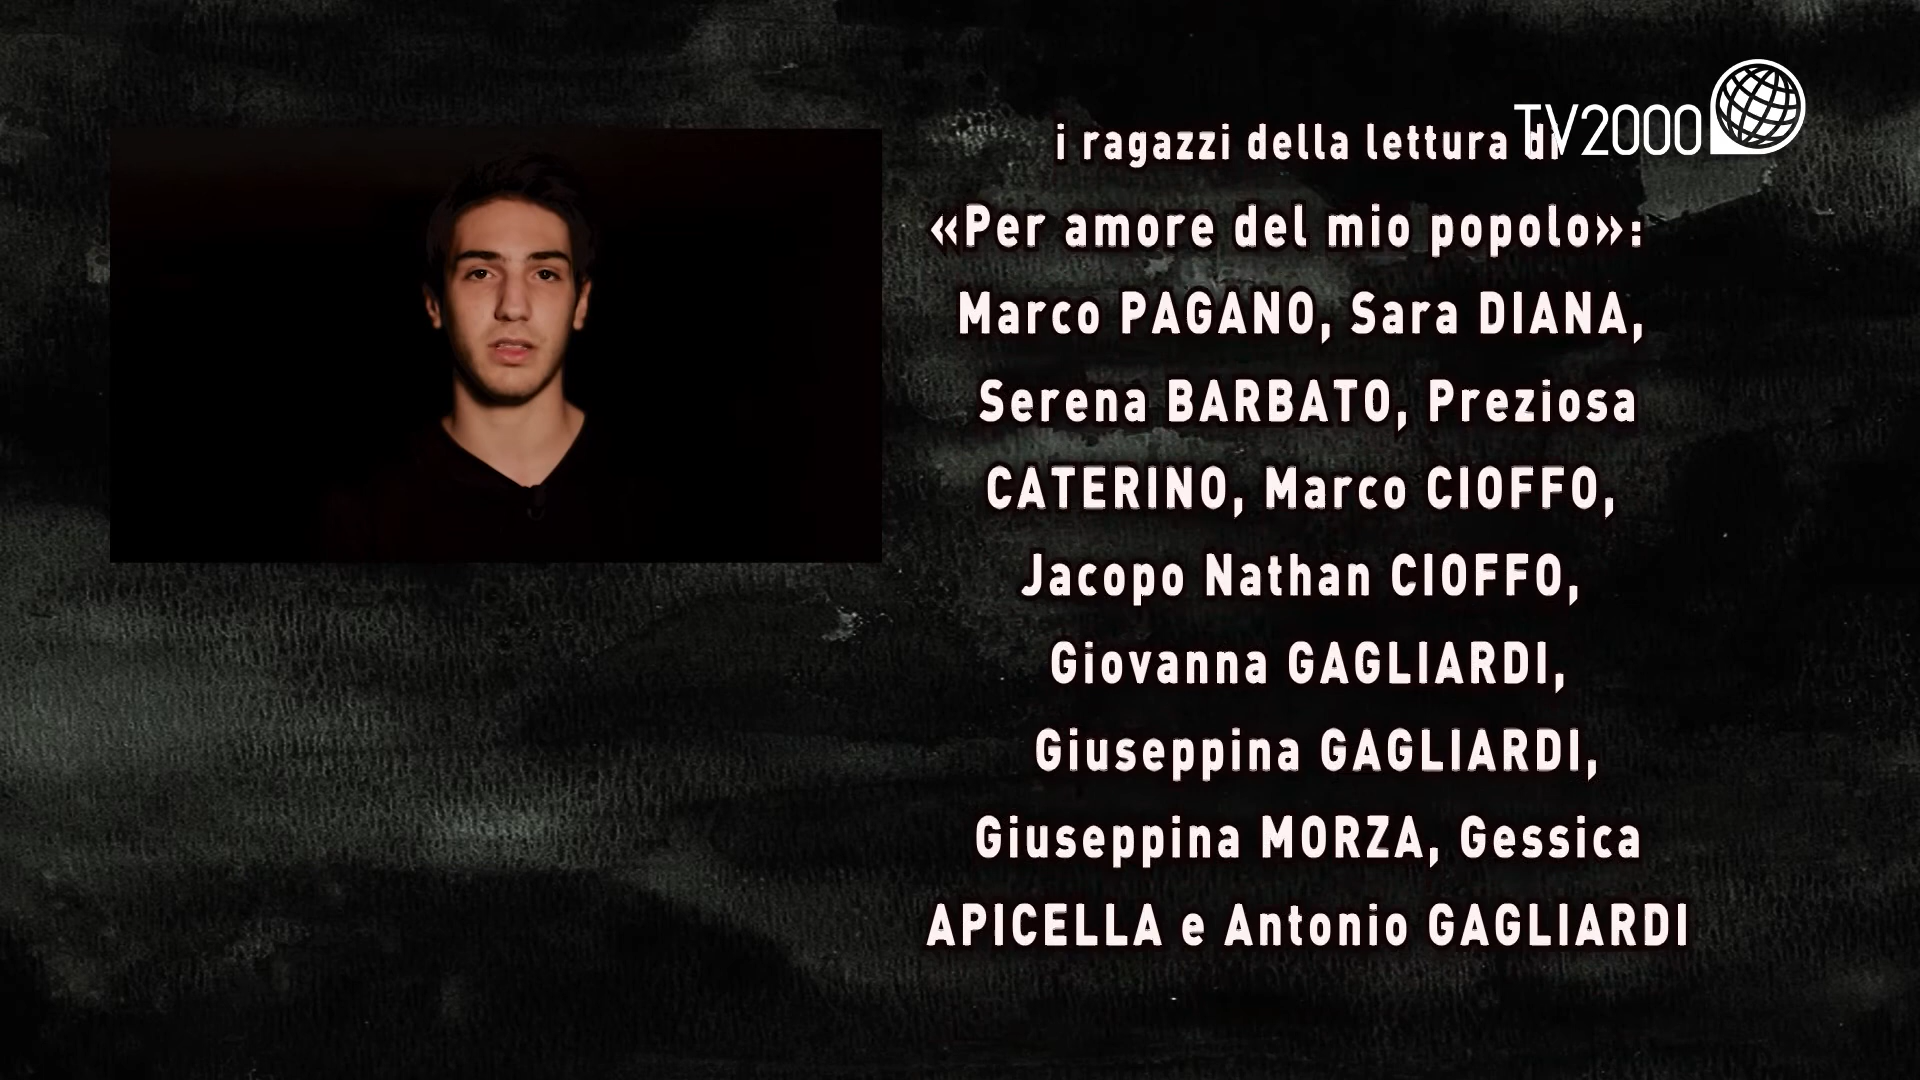 i ragazzi della lettura di
TV2000
«Per amore del mio popolo»:
Marco PAGANO, Sara DIANA,
Serena BARBATO, Preziosa
CATERINO, Marco CIOFFO,
Jacopo Nathan CIOFFO,
Giovanna GAGLIARDI,
Giuseppina GAGLIARDI,
Giuseppina MORZA, Gessica
APICELLA e Antonio GAGLIARDI